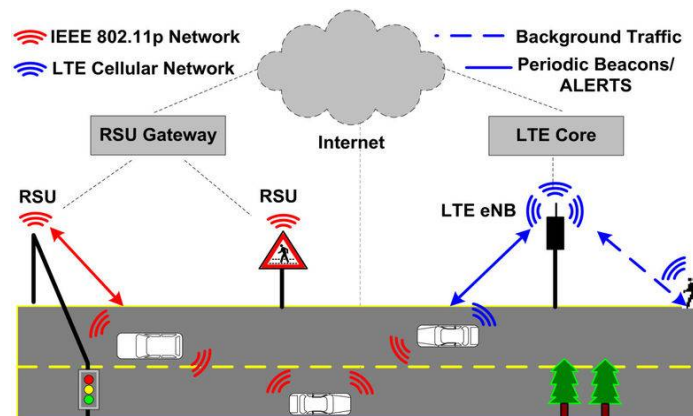 IEEE 802.11p Network
LTE Cellular Network
Background Traffic
Periodic Beacons/
ALERTS
RSU Gateway
Internet
LTE Core
RSU
RSU
LTE eNB